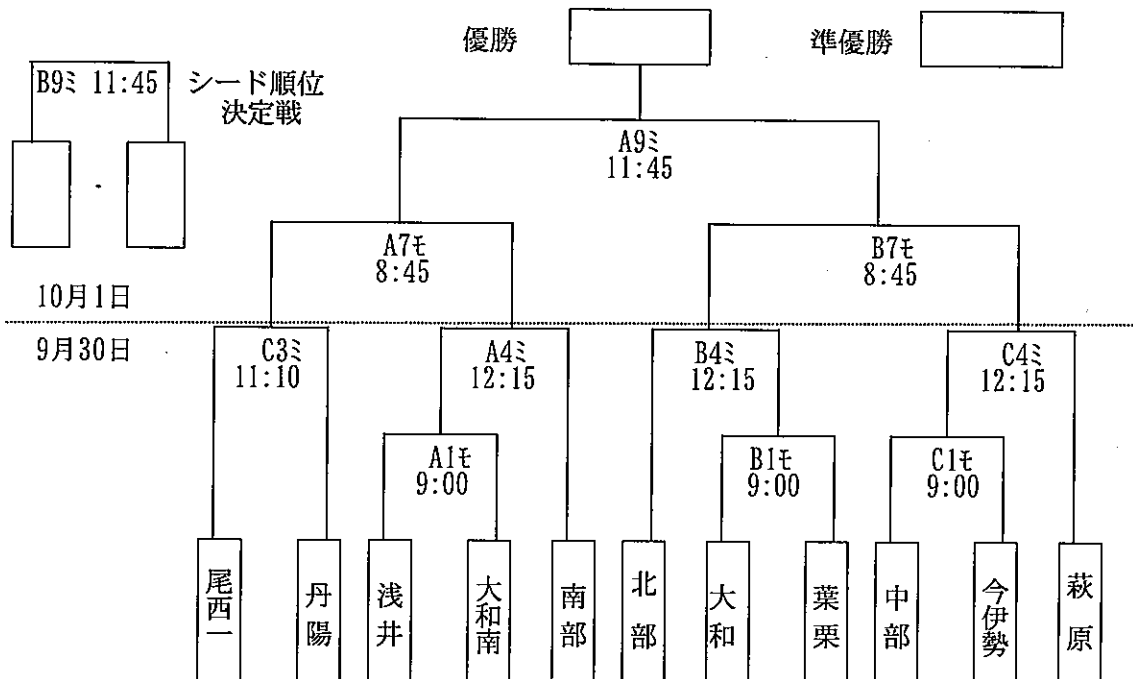 優勝
準優勝
B9ミ 11:45
シード順位
決定戦
A9ミ
11:45
・
A7モ
8:45
B7モ
8:45
10月1日
9月30日
C3ミ
11:10
A4ミ
12:15
B4ミ
12:15
C4ミ
12:15
A1モ
9:00
B1モ
9:00
C1モ
9:00
尾西一
丹陽
浅井
大和南
南部
北部
大和
葉栗
中部
今伊勢
萩原